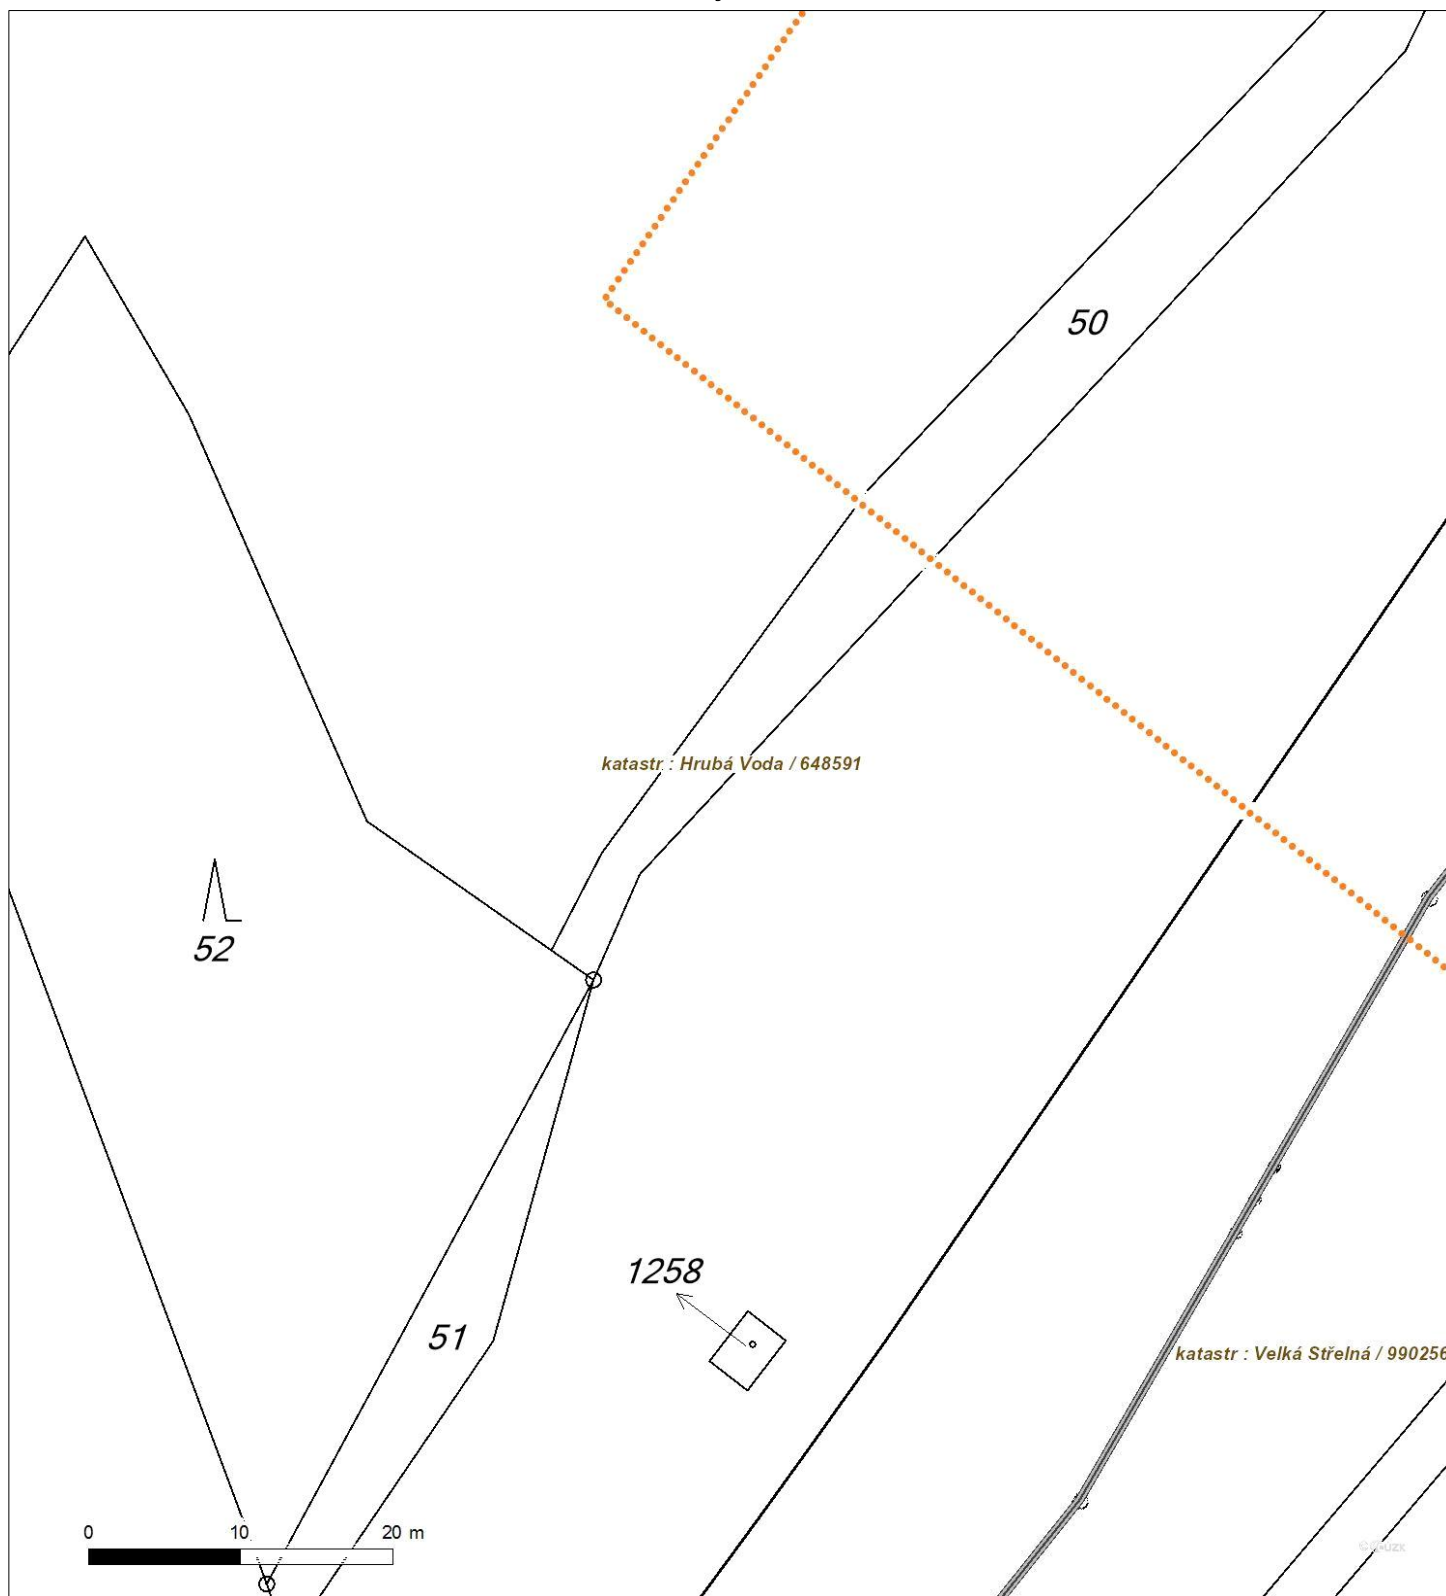 50
katastr : Hrubá Voda / 648591
52
1258
51
katastr : Velká Střelná / 990256
0 10 20 m